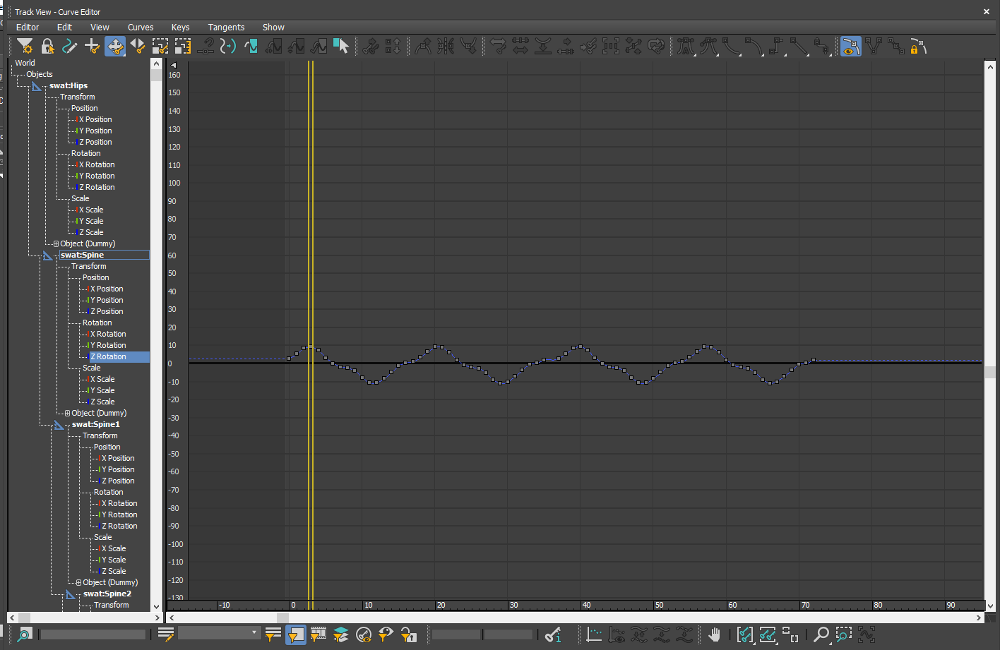 Track View - Curve Editor
Editor Edit View Curves Keys Tangents Show
World
Objects
swat:Hips
Transform
Position
X Position
Y Position
Z Position
Rotation
X Rotation
Y Rotation
Z Rotation
Scale
X Scale
Y Scale
Z Scale
Object (Dummy)
swat:Spine
Transform
Position
X Position
Y Position
Z Position
Rotation
X Rotation
Y Rotation
Z Rotation
Scale
X Scale
Y Scale
Z Scale
Object (Dummy)
swat:Spine1
Transform
Position
X Position
Y Position
Z Position
Rotation
X Rotation
Y Rotation
Z Rotation
Scale
X Scale
Y Scale
Z Scale
Object (Dummy)
swat:Spine2
Transform
160
150
140
130
120
110
100
90
80
70
60
50
40
30
20
10
0
-10
-20
-30
-40
-50
-60
-70
-80
-90
-100
-110
-120
-130
-10 0 10 20 30 40 50 60 70 80 90